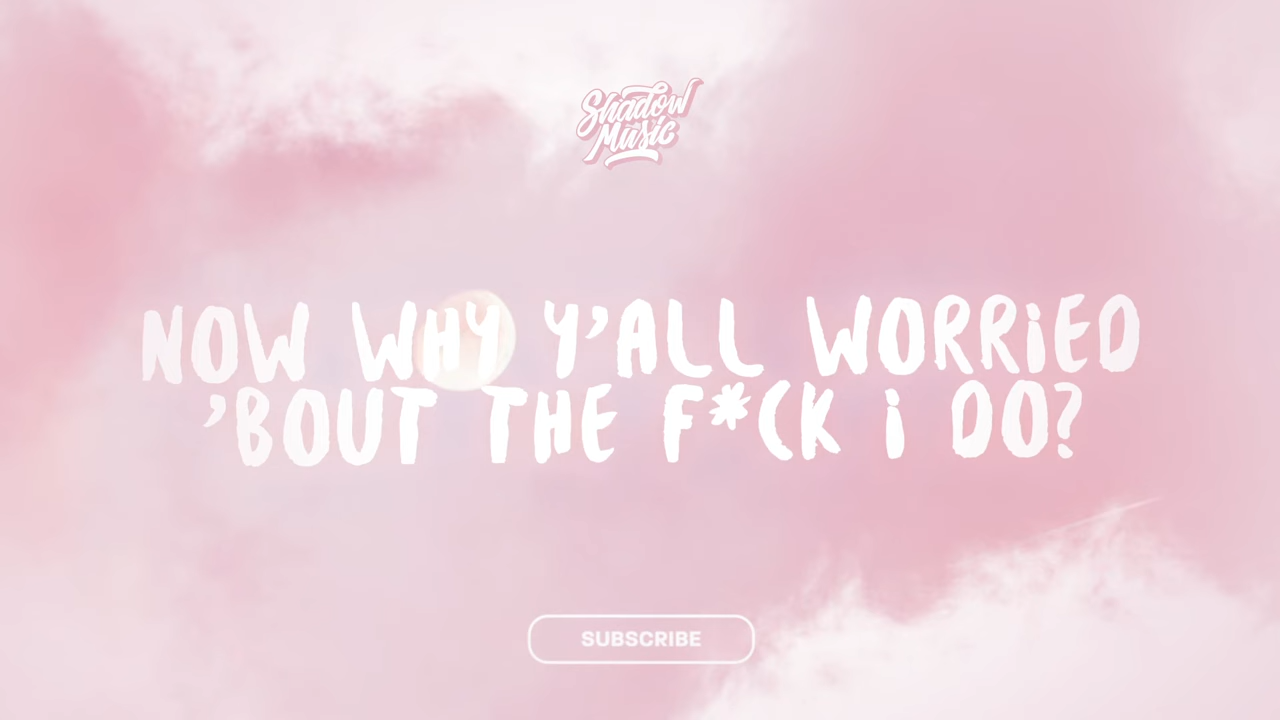 Shadow
Music
NOW WHY Y'ALL WORRiED
'BOUT THE F*CK i DO?
SUBSCRIBE